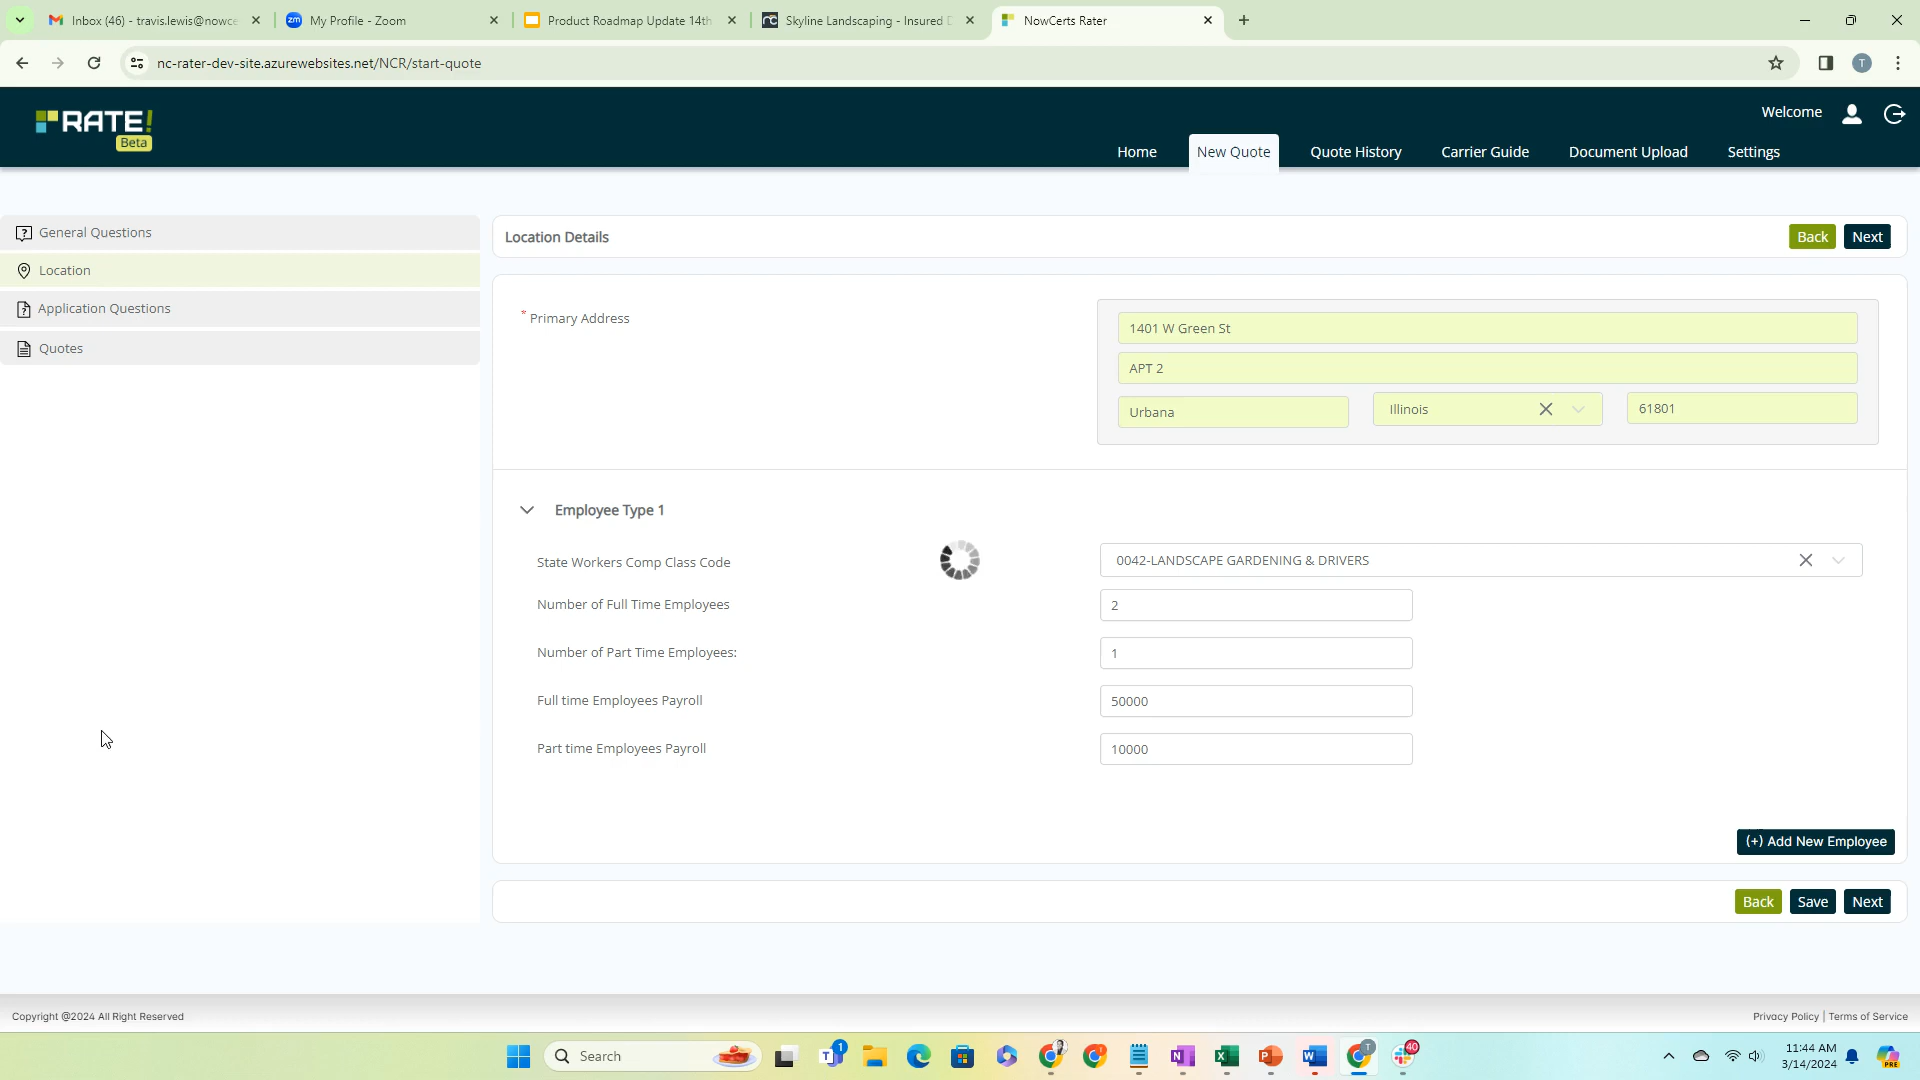 Inbox (46) - travis.lewis@nowce
My Profile - Zoom
Product Roadmap Update 14th
Skyline Landscaping - Insured D
NowCerts Rater
nc-rater-dev-site.azurewebsites.net/NCR/start-quote
T
RATE!
Beta
Welcome
Home
New Quote
Quote History
Carrier Guide
Document Upload
Settings
General Questions
Location
Application Questions
Quotes
Location Details
Back
Next
* Primary Address
1401 W Green St
APT 2
Urbana
Illinois
61801
Employee Type 1
State Workers Comp Class Code
0042-LANDSCAPE GARDENING & DRIVERS
Number of Full Time Employees
2
Number of Part Time Employees:
1
Full time Employees Payroll
50000
Part time Employees Payroll
10000
(+) Add New Employee
Back
Save
Next
Copyright @2024 All Right Reserved
Privacy Policy | Terms of Service
Search
1
40
11:44 AM
3/14/2024
PRE